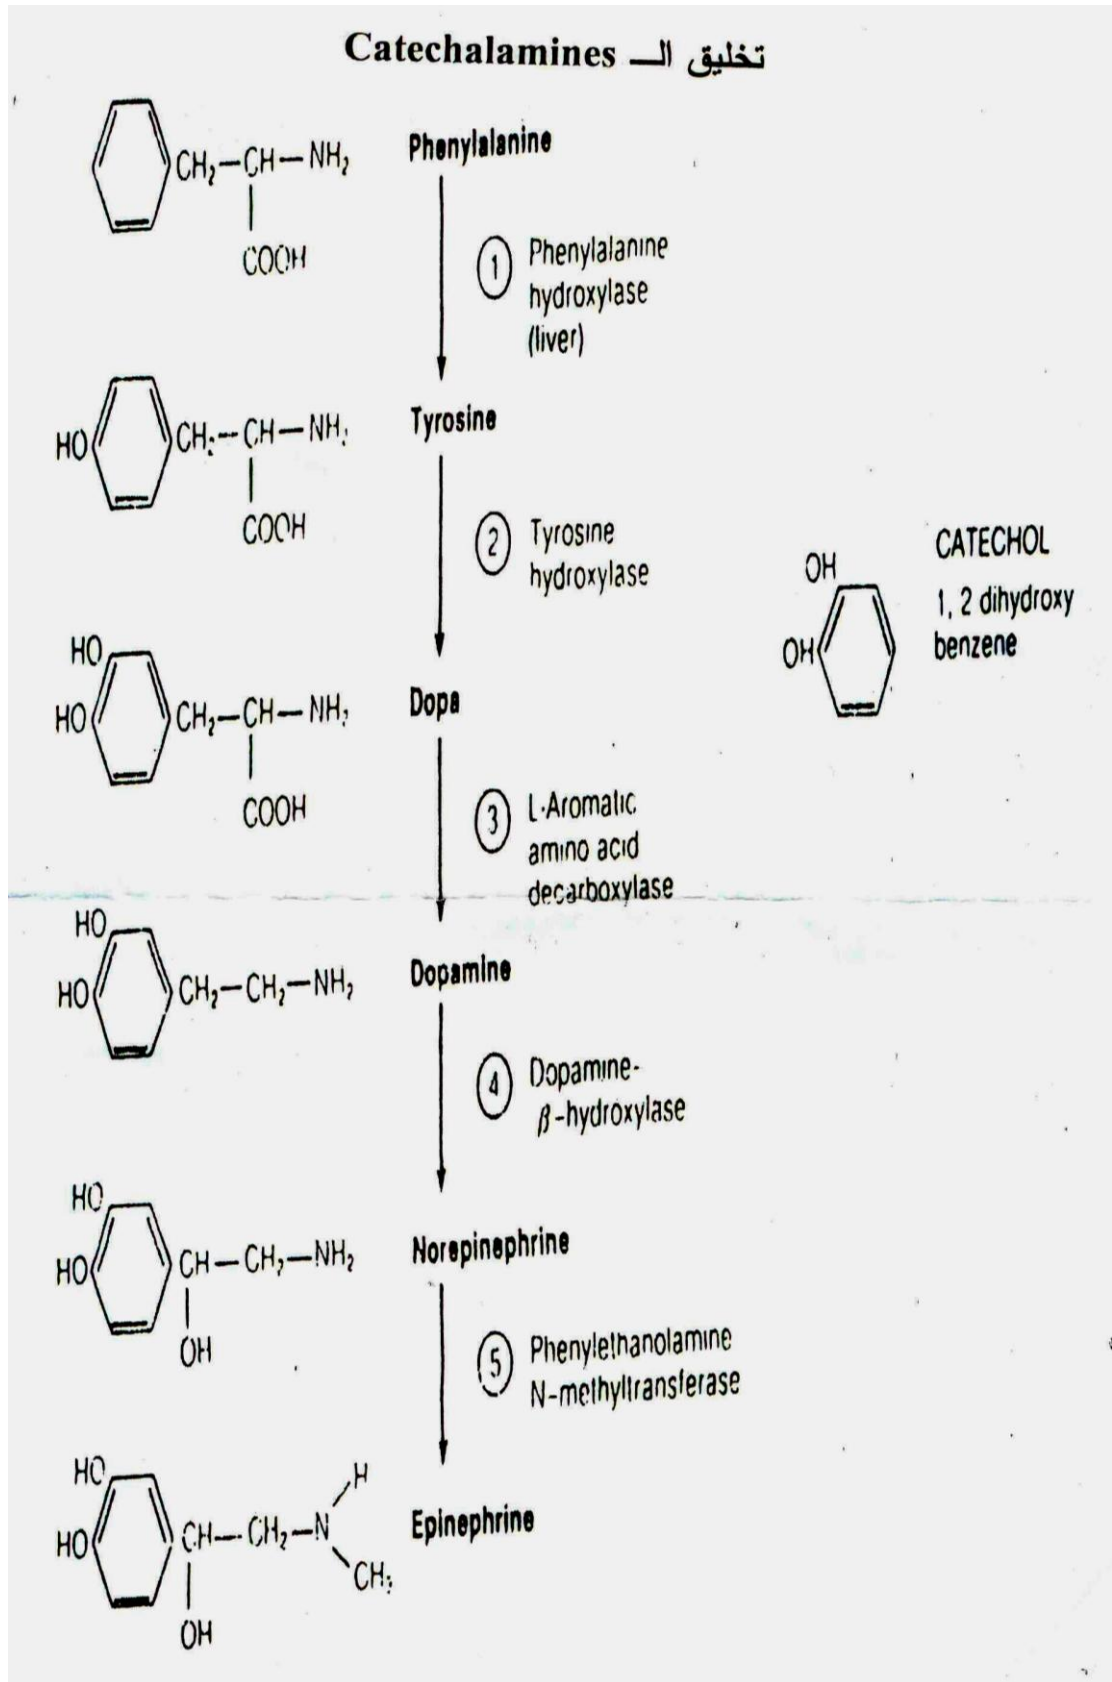 تخليق الـ Catechalamines
CH₂—CH—NH₂
COOH
Phenylalanine
1 Phenylalanine
hydroxylase
(liver)
HO CH₂—CH—NH₂
COOH
Tyrosine
2 Tyrosine
hydroxylase
OH
OH
CATECHOL
1, 2 dihydroxy
benzene
HO
HO CH₂—CH—NH₂
COOH
Dopa
3 L-Aromatic
amino acid
decarboxylase
HO
HO CH₂—CH₂—NH₂
Dopamine
4 Dopamine-
β-hydroxylase
HO
HO CH—CH₂—NH₂
OH
Norepinephrine
5 Phenylethanolamine
N-methyltransferase
HO
H
HO CH—CH₂—N
CH₃
OH
Epinephrine